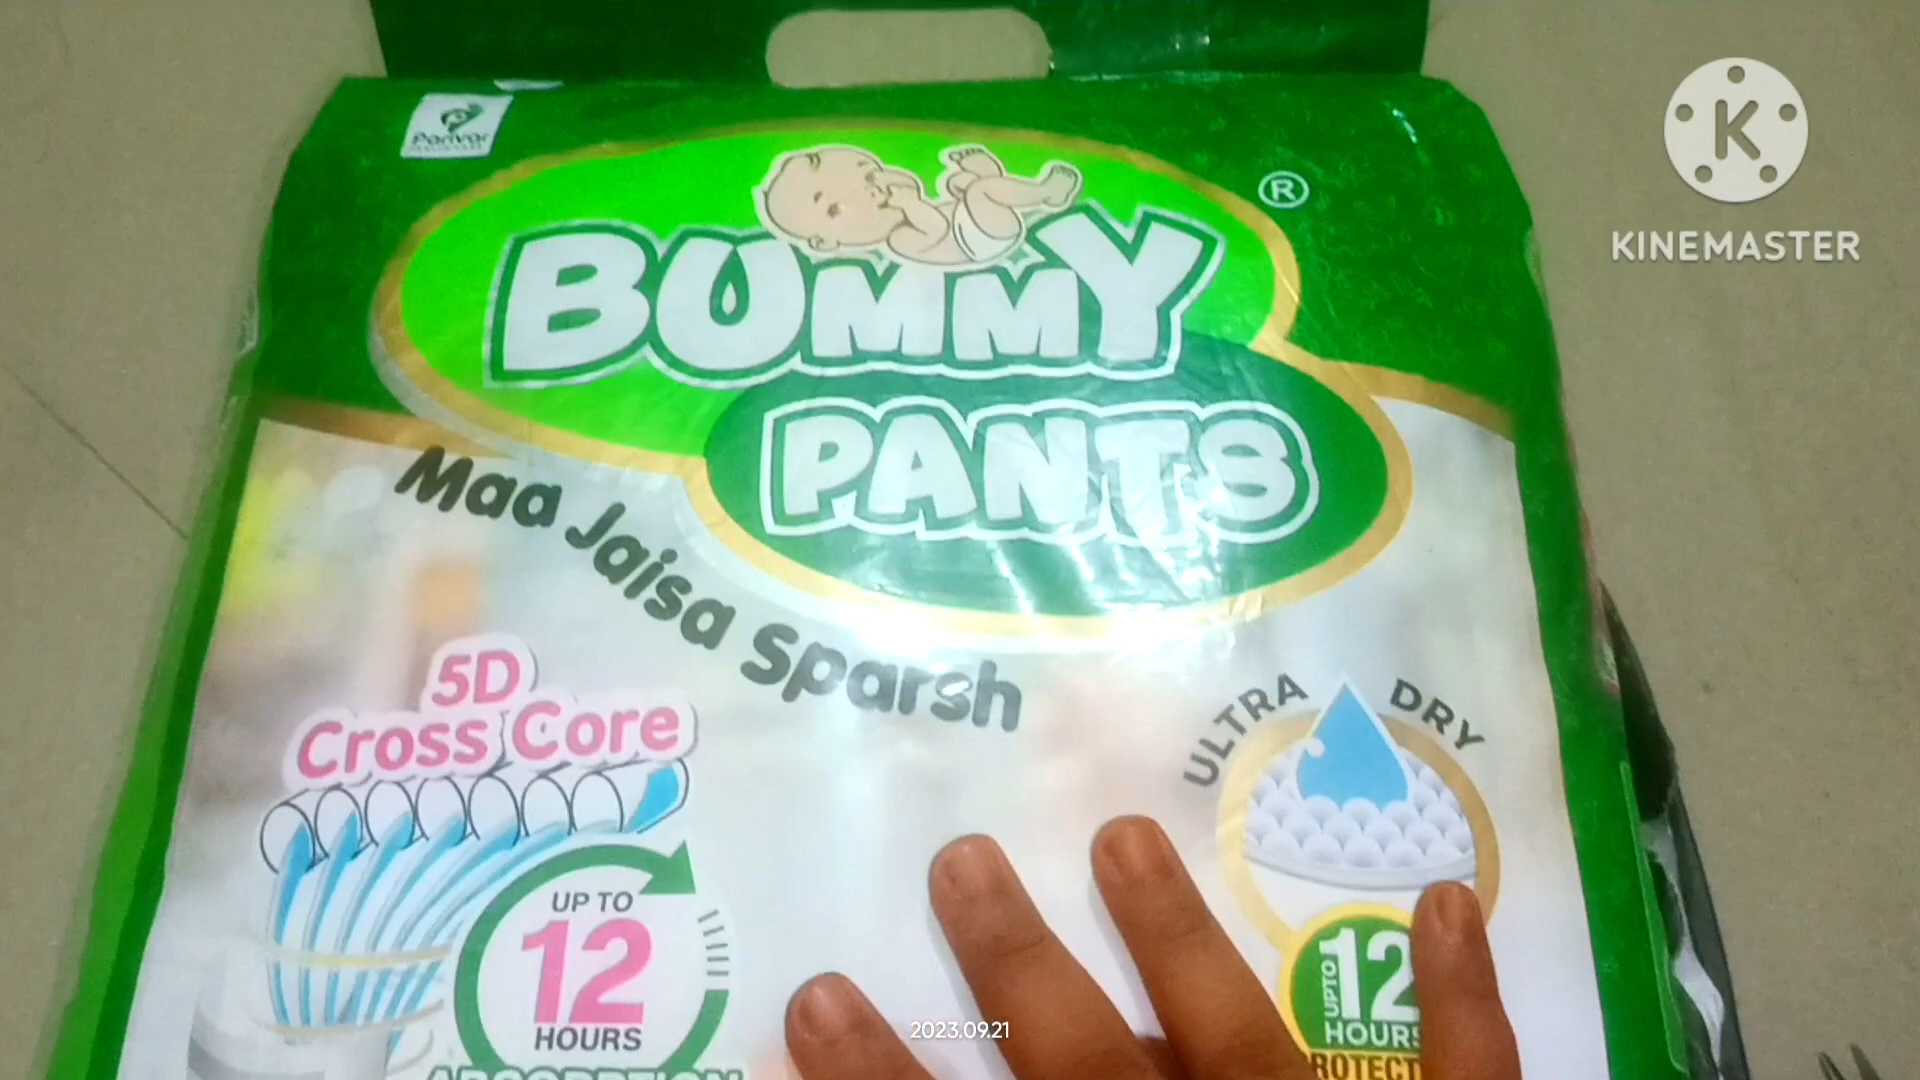 Parivar
KINEMASTER
K
®
BUMMY
PANTS
Maa Jaisa Sparsh
5D
Cross Core
ULTRA DRY
UP TO
12
HOURS
UPTO
12
HOURS
2023.09.21